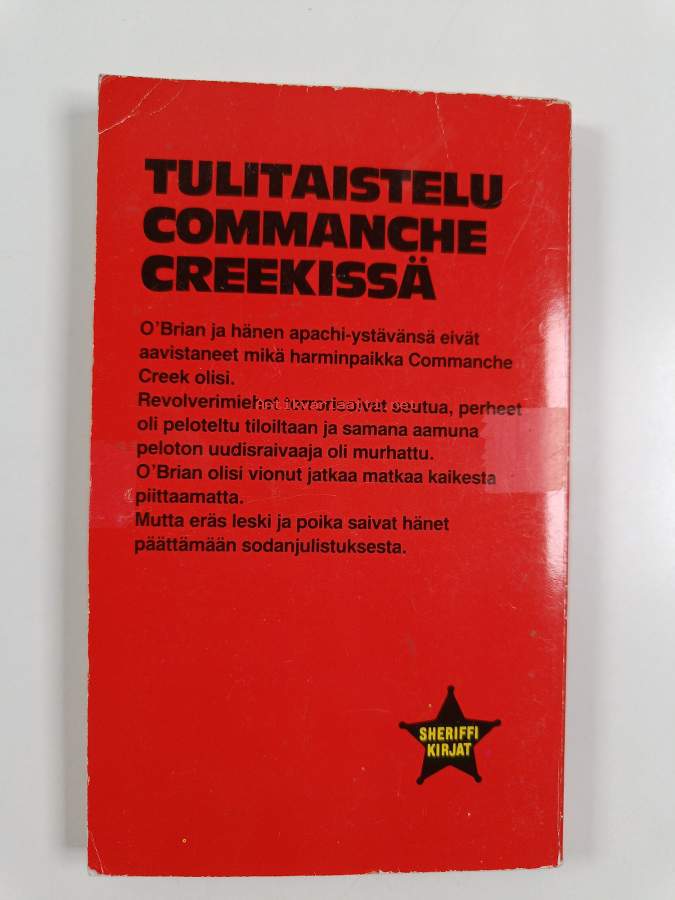 TULITAISTELU
COMMANCHE
CREEKISSÄ
O'Brian ja hänen apachi-ystävänsä eivät
aavistaneet mikä harminpaikka Commanche
Creek olisi.
Revolverimiehet terrorisoivat seutua, perheet
oli peloteltu tiloiltaan ja samana aamuna
peloton uudisraivaaja oli murhattu.
O'Brian olisi vionut jatkaa matkaa kaikesta
piittaamatta.
Mutta eräs leski ja poika saivat hänet
päättämään sodanjulistuksesta.
SHERIFFI
KIRJAT